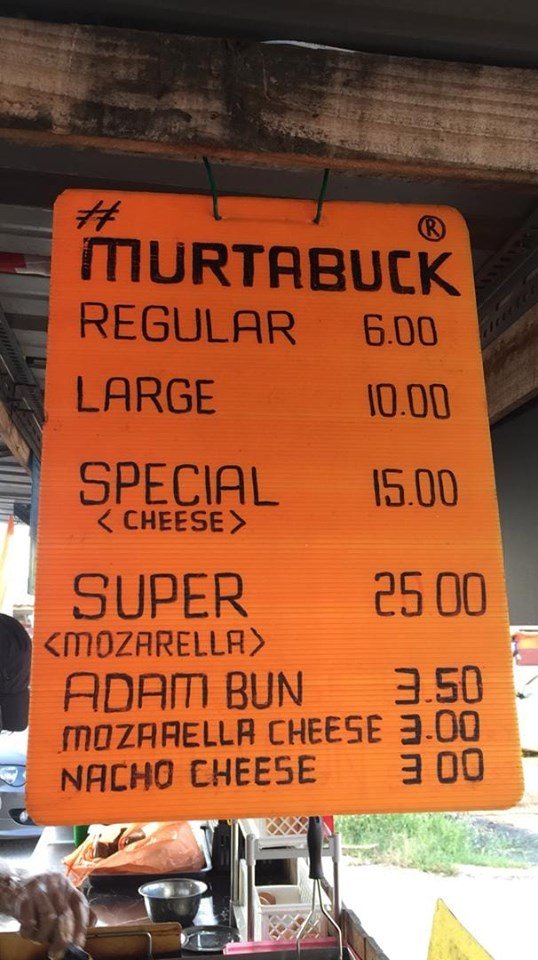 # ®
MURTABUCK
REGULAR 6.00
LARGE 10.00
SPECIAL 15.00
<CHEESE>
SUPER 25 00
<MOZARELLA>
ADAM BUN 3.50
MOZARELLA CHEESE 3.00
NACHO CHEESE 3 00